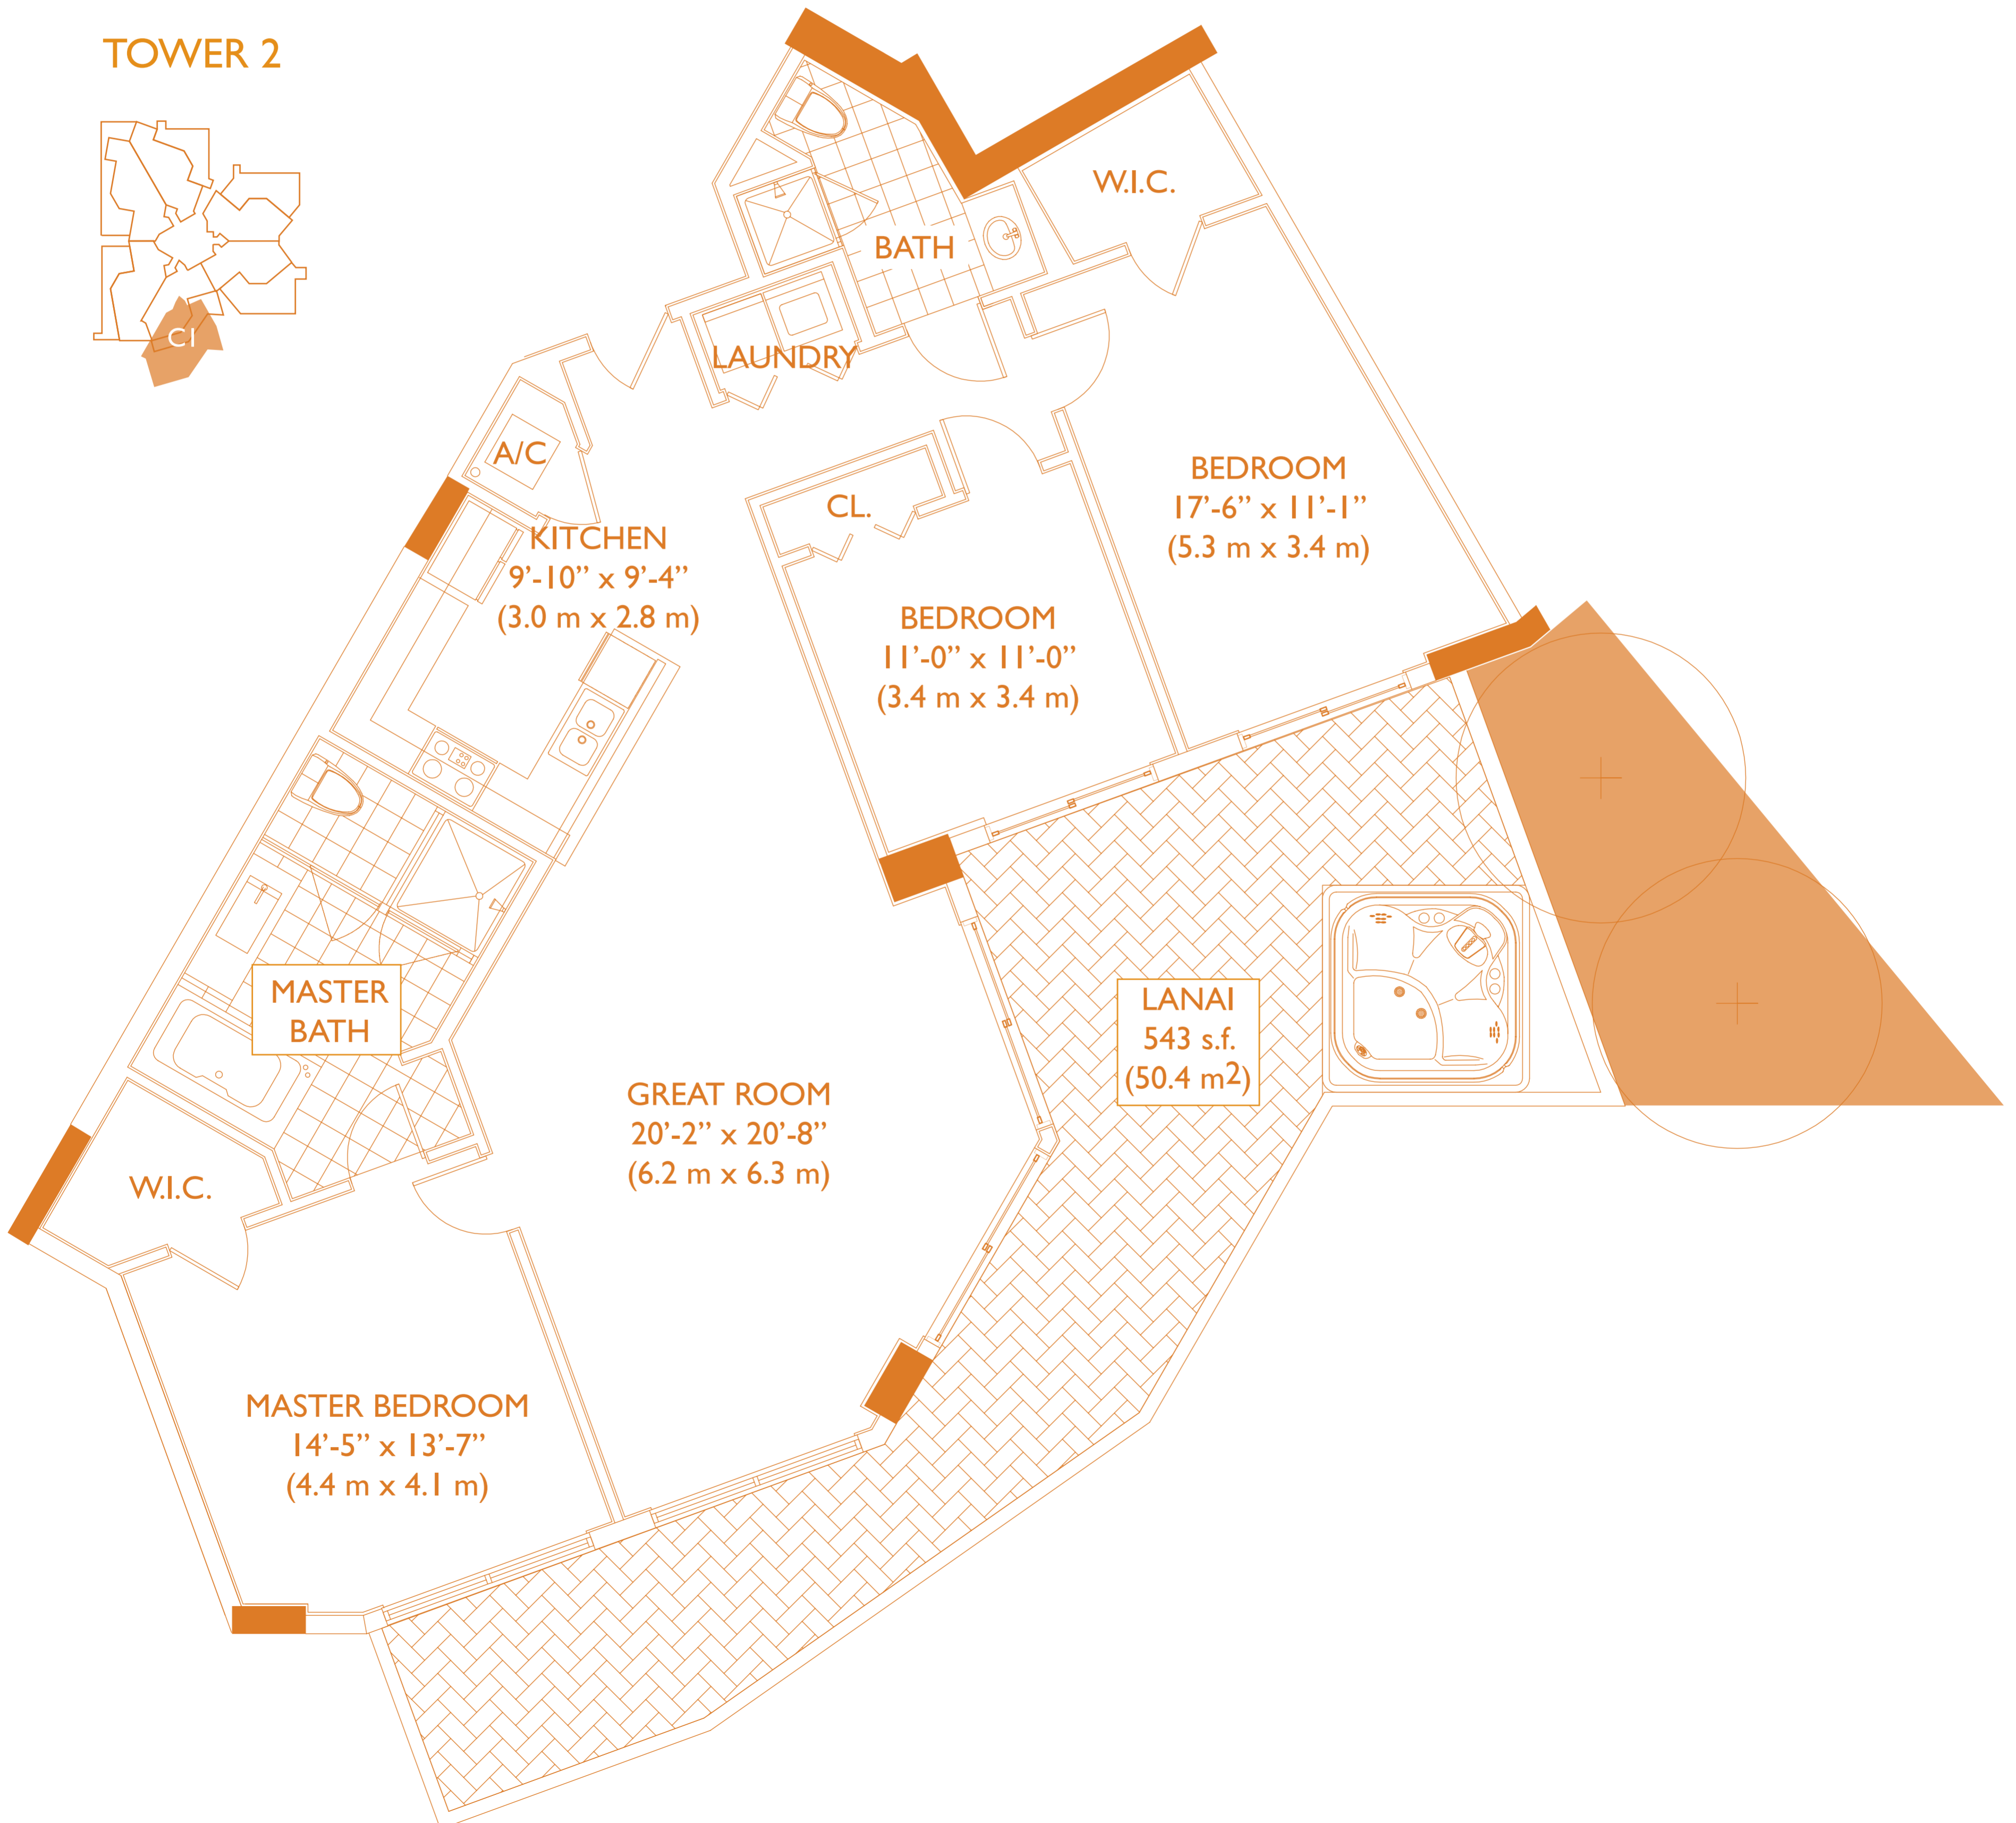 TOWER 2
CI
W.I.C.
BATH
LAUNDRY
A/C
CL.
KITCHEN
9’-10” x 9’-4”
(3.0 m x 2.8 m)
BEDROOM
17’-6” x 11’-1”
(5.3 m x 3.4 m)
BEDROOM
11’-0” x 11’-0”
(3.4 m x 3.4 m)
MASTER
BATH
LANAI
543 s.f.
(50.4 m2)
GREAT ROOM
20’-2” x 20’-8”
(6.2 m x 6.3 m)
W.I.C.
MASTER BEDROOM
14’-5” x 13’-7”
(4.4 m x 4.1 m)